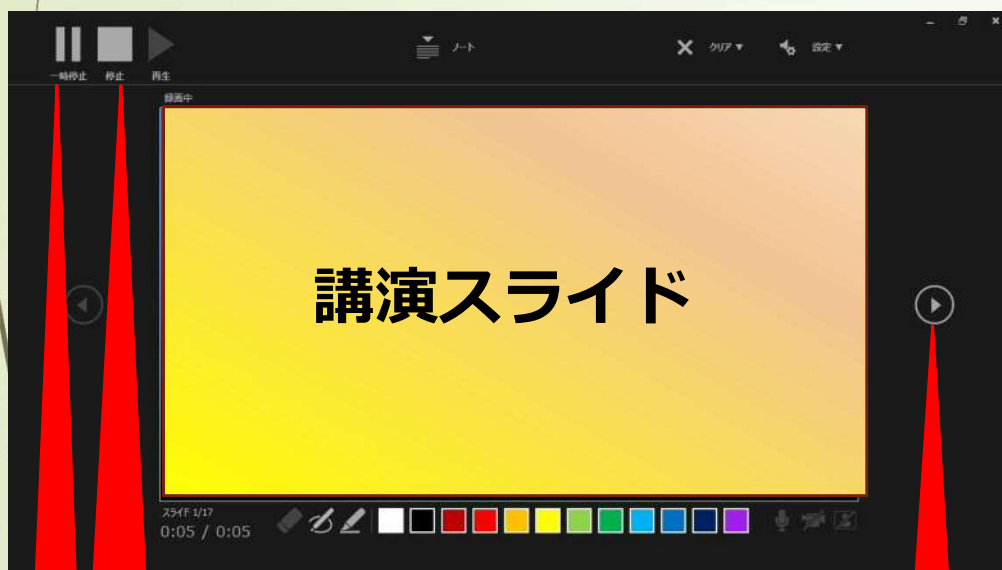 ノート
クリア▼
設定▼
一時停止
停止
再生
録画中
講演スライド
スライド 1/17
0:05 / 0:05